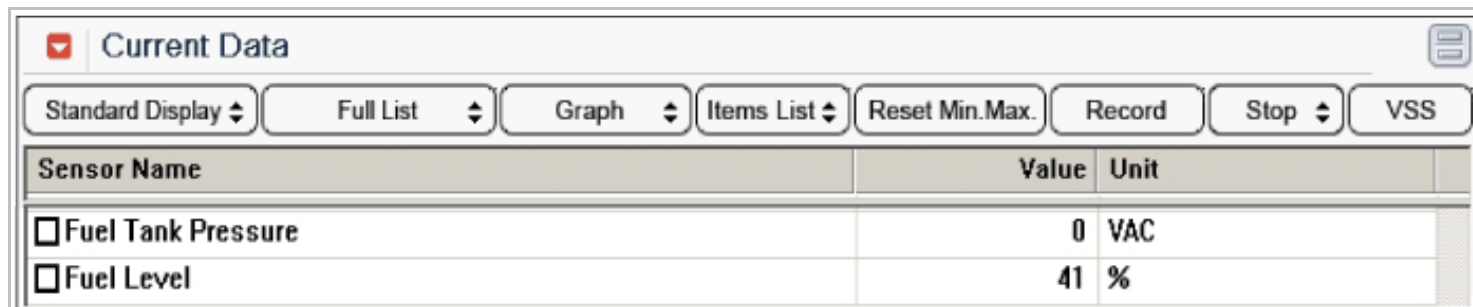 Current Data
Standard Display Full List Graph Items List Reset Min.Max. Record Stop VSS
Sensor Name Value Unit
Fuel Tank Pressure 0 VAC
Fuel Level 41 %